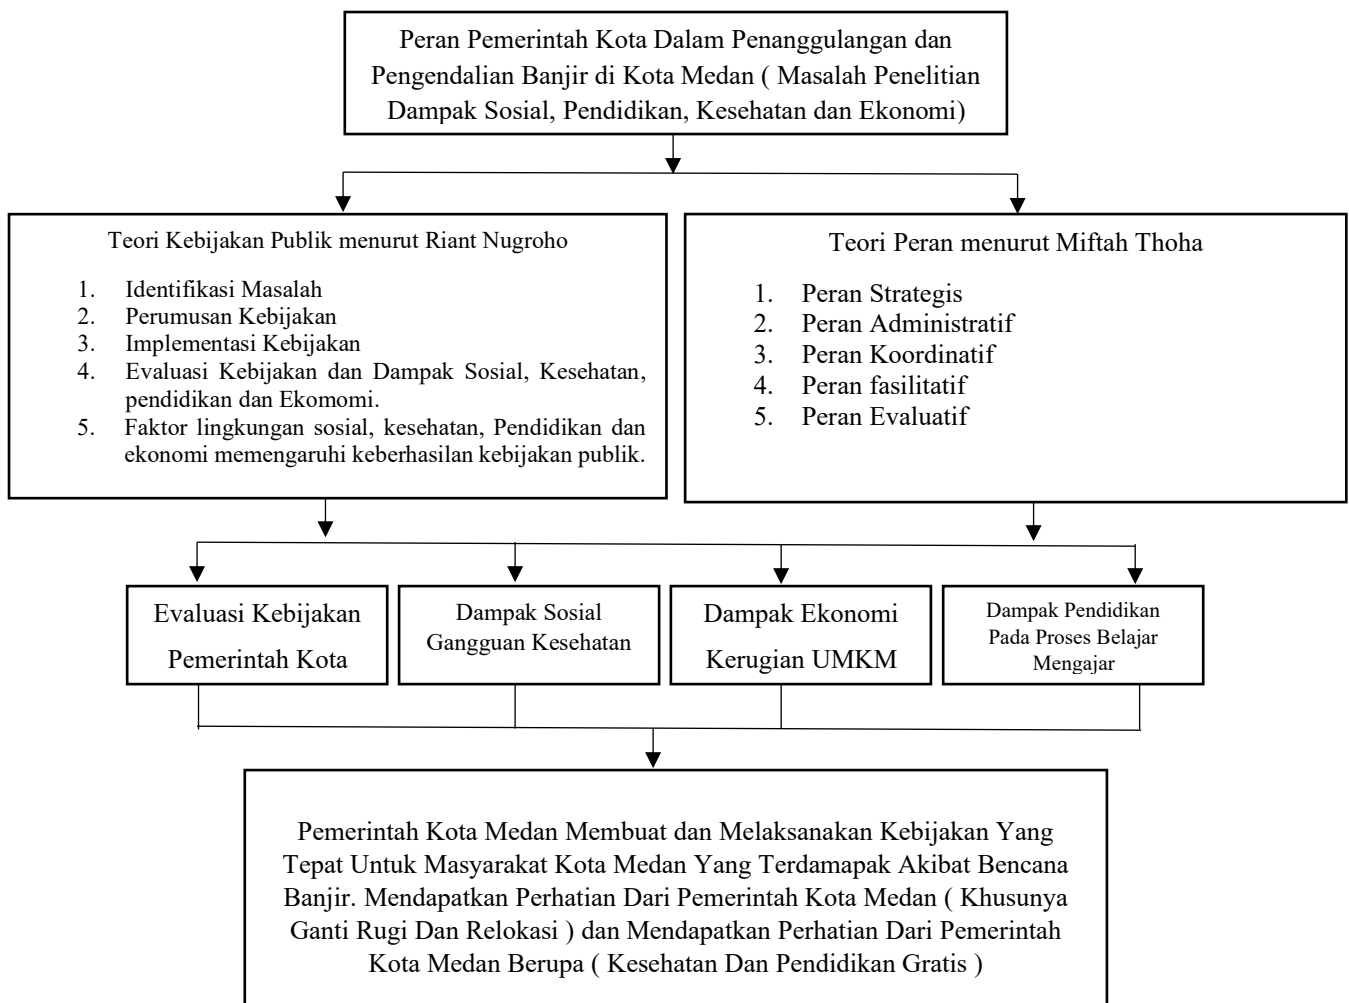 Peran Pemerintah Kota Dalam Penanggulangan dan
Pengendalian Banjir di Kota Medan ( Masalah Penelitian
Dampak Sosial, Pendidikan, Kesehatan dan Ekonomi)
Teori Kebijakan Publik menurut Riant Nugroho
1. Identifikasi Masalah
2. Perumusan Kebijakan
3. Implementasi Kebijakan
4. Evaluasi Kebijakan dan Dampak Sosial, Kesehatan,
pendidikan dan Ekomomi.
5. Faktor lingkungan sosial, kesehatan, Pendidikan dan
ekonomi memengaruhi keberhasilan kebijakan publik.
Teori Peran menurut Miftah Thoha
1. Peran Strategis
2. Peran Administratif
3. Peran Koordinatif
4. Peran fasilitatif
5. Peran Evaluatif
Evaluasi Kebijakan
Pemerintah Kota
Dampak Sosial
Gangguan Kesehatan
Dampak Ekonomi
Kerugian UMKM
Dampak Pendidikan
Pada Proses Belajar
Mengajar
Pemerintah Kota Medan Membuat dan Melaksanakan Kebijakan Yang
Tepat Untuk Masyarakat Kota Medan Yang Terdamapak Akibat Bencana
Banjir. Mendapatkan Perhatian Dari Pemerintah Kota Medan ( Khusunya
Ganti Rugi Dan Relokasi ) dan Mendapatkan Perhatian Dari Pemerintah
Kota Medan Berupa ( Kesehatan Dan Pendidikan Gratis )